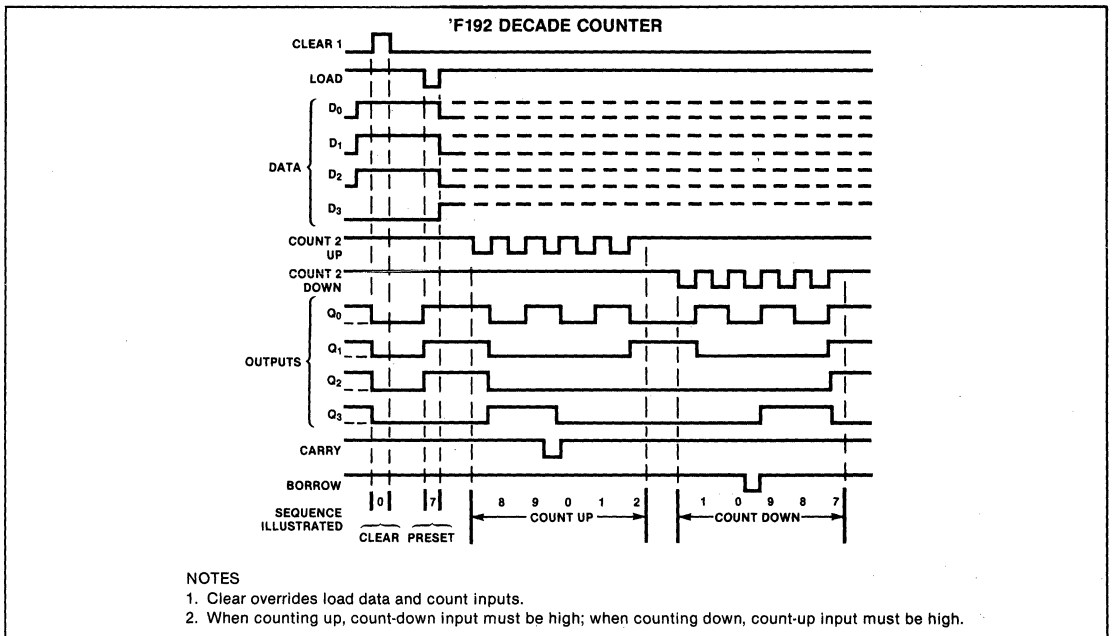 'F192 DECADE COUNTER
CLEAR 1
LOAD
DATA
D0
D1
D2
D3
COUNT 2
UP
COUNT 2
DOWN
OUTPUTS
Q0
Q1
Q2
Q3
CARRY
BORROW
SEQUENCE
ILLUSTRATED
0 7 8 9 0 1 2 1 0 9 8 7
CLEAR PRESET COUNT UP COUNT DOWN
NOTES
1. Clear overrides load data and count inputs.
2. When counting up, count-down input must be high; when counting down, count-up input must be high.